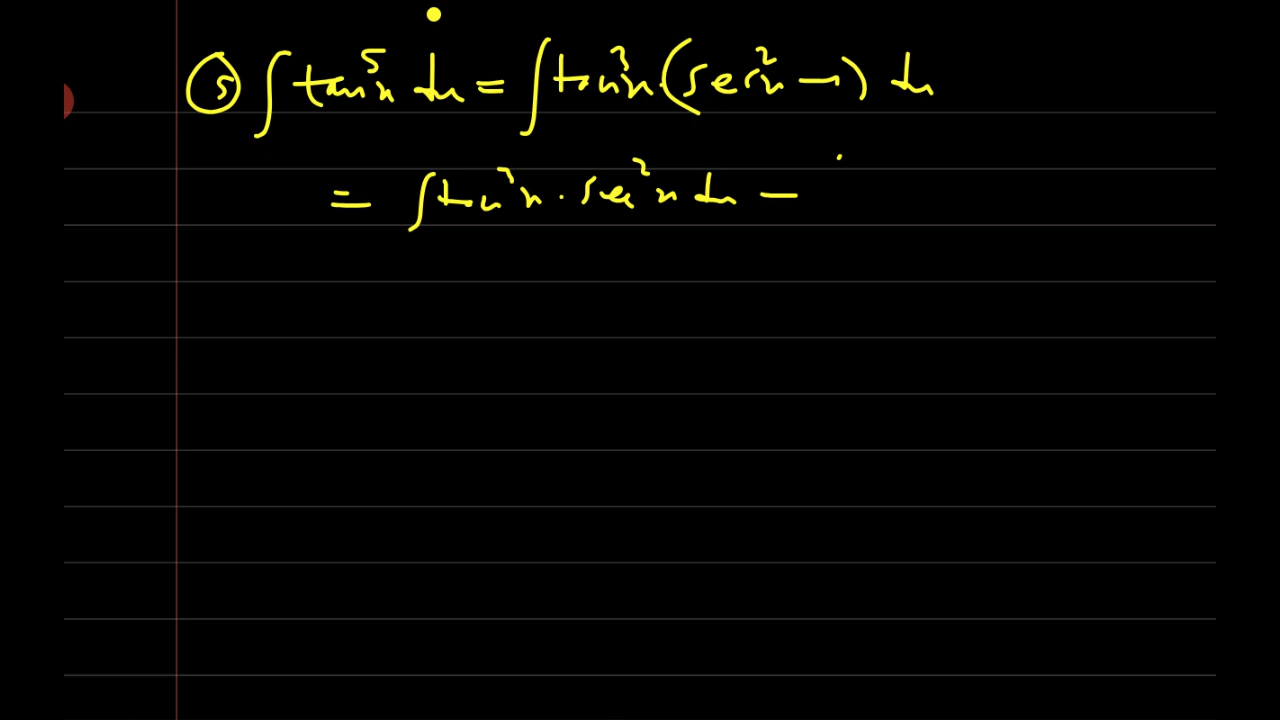 ⑤ ∫ tan⁵x dx = ∫ tan³x (sec²x − 1) dx
= ∫ tan³x · sec²x dx −